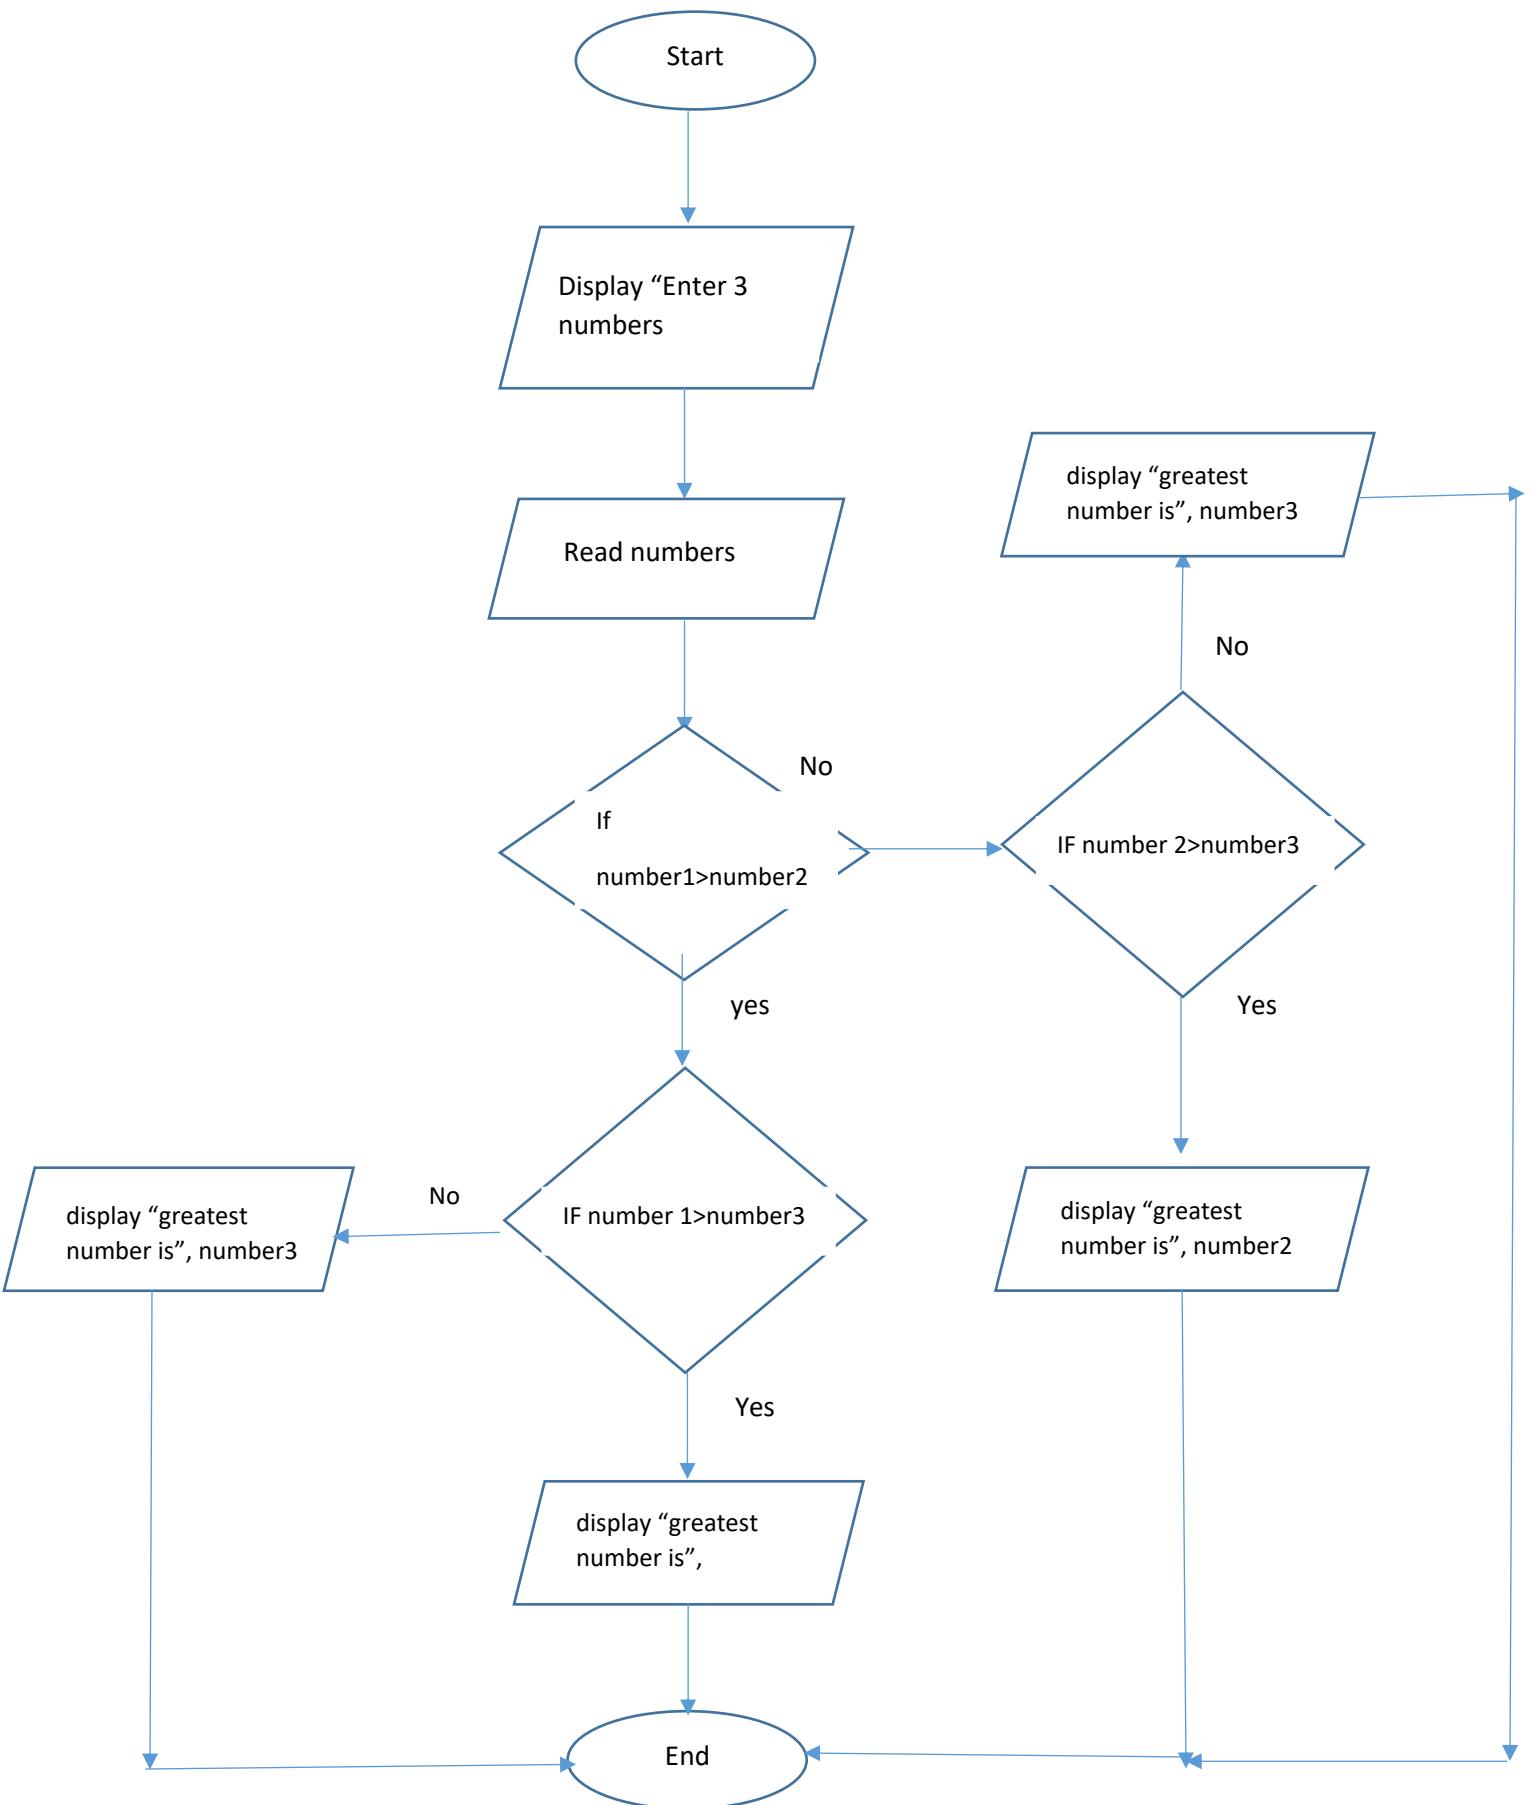 Start
Display “Enter 3
numbers
Read numbers
display “greatest
number is”, number3
No
No
If
number1>number2
IF number 2>number3
yes
Yes
No
IF number 1>number3
display “greatest
number is”, number3
display “greatest
number is”, number2
Yes
display “greatest
number is”,
End